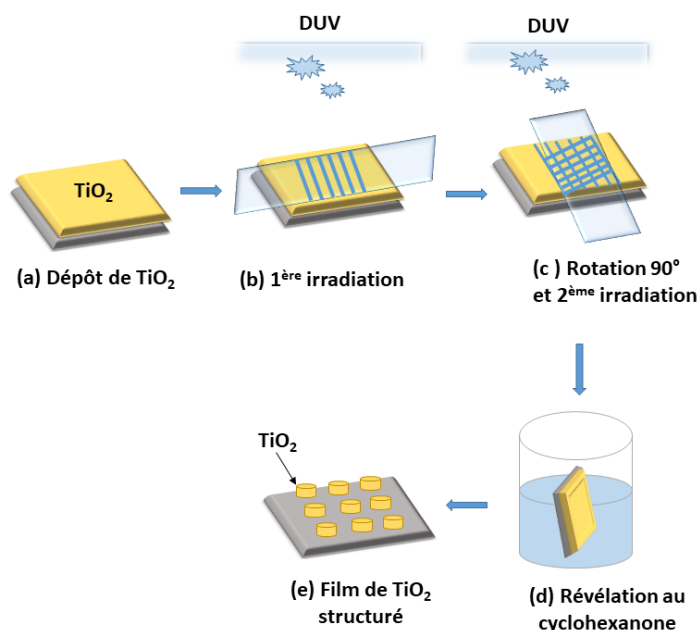 DUV
DUV
TiO₂
(a) Dépôt de TiO₂
(b) 1ère irradiation
(c ) Rotation 90°
et 2ème irradiation
TiO₂
(e) Film de TiO₂
structuré
(d) Révélation au
cyclohexanone